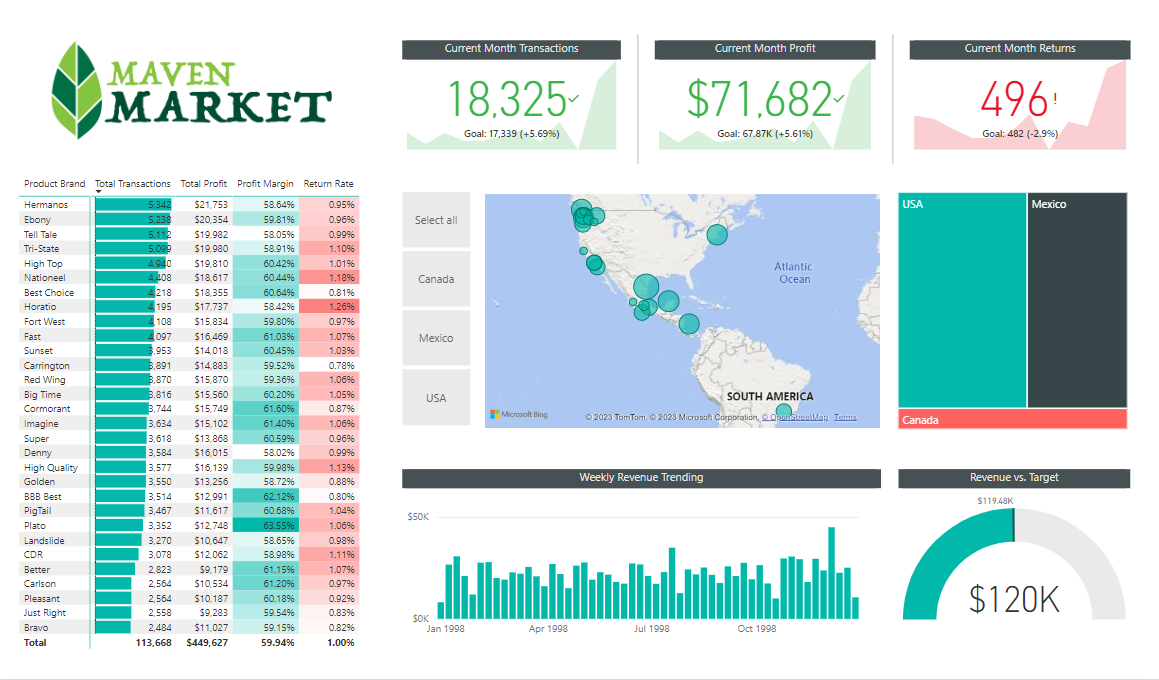 MAVEN
MARKET
Current Month Transactions
18,325
Goal: 17,339 (+5.69%)
Current Month Profit
$71,682
Goal: 67.87K (+5.61%)
Current Month Returns
496!
Goal: 482 (-2.9%)
Product Brand Total Transactions Total Profit Profit Margin Return Rate
Hermanos 5,342 $21,753 58.64% 0.95%
Ebony 5,238 $20,354 59.81% 0.96%
Tell Tale 5,112 $19,982 58.05% 0.99%
Tri-State 5,099 $19,980 58.91% 1.10%
High Top 4,940 $19,810 60.42% 1.01%
Nationeel 4,408 $18,617 60.44% 1.18%
Best Choice 4,218 $18,355 60.64% 0.81%
Horatio 4,195 $17,737 58.42% 1.26%
Fort West 4,108 $15,834 59.80% 0.97%
Fast 4,097 $16,469 61.03% 1.07%
Sunset 3,953 $14,018 60.45% 1.03%
Carrington 3,891 $14,883 59.52% 0.78%
Red Wing 3,870 $15,870 59.36% 1.06%
Big Time 3,816 $15,560 60.20% 1.05%
Cormorant 3,744 $15,749 61.60% 0.87%
Imagine 3,634 $15,102 61.40% 1.06%
Super 3,618 $13,868 60.59% 0.96%
Denny 3,584 $16,015 58.02% 0.99%
High Quality 3,577 $16,139 59.98% 1.13%
Golden 3,550 $13,256 58.72% 0.88%
BBB Best 3,514 $12,991 62.12% 0.80%
PigTail 3,467 $11,617 60.68% 1.04%
Plato 3,352 $12,748 63.55% 1.06%
Landslide 3,270 $10,647 58.65% 0.98%
CDR 3,078 $12,062 58.98% 1.11%
Better 2,823 $9,179 61.15% 1.07%
Carlson 2,564 $10,534 61.20% 0.97%
Pleasant 2,564 $10,187 60.18% 0.92%
Just Right 2,558 $9,283 59.54% 0.83%
Bravo 2,484 $11,027 59.15% 0.82%
Total 113,668 $449,627 59.94% 1.00%
Select all
Canada
Mexico
USA
Atlantic
Ocean
SOUTH AMERICA
Microsoft Bing
© 2023 TomTom, © 2023 Microsoft Corporation, © OpenStreetMap Terms
USA
Mexico
Canada
Weekly Revenue Trending
$50K
$0K
Jan 1998 Apr 1998 Jul 1998 Oct 1998
Revenue vs. Target
$119.48K
$120K